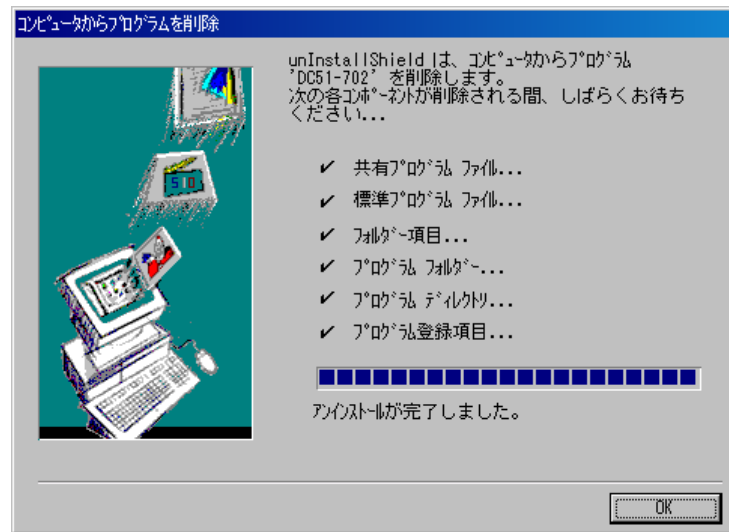 コンピュータからプログラムを削除
unInstallShield は、コンピュータからプログラム
'DC51-702' を削除します。
次の各コンポーネントが削除される間、しばらくお待ち
ください...
✔ 共有プログラム ファイル...
✔ 標準プログラム ファイル...
✔ フォルダー項目...
✔ プログラム フォルダー...
✔ プログラム ディレクトリ...
✔ プログラム登録項目...
アンインストールが完了しました。
OK